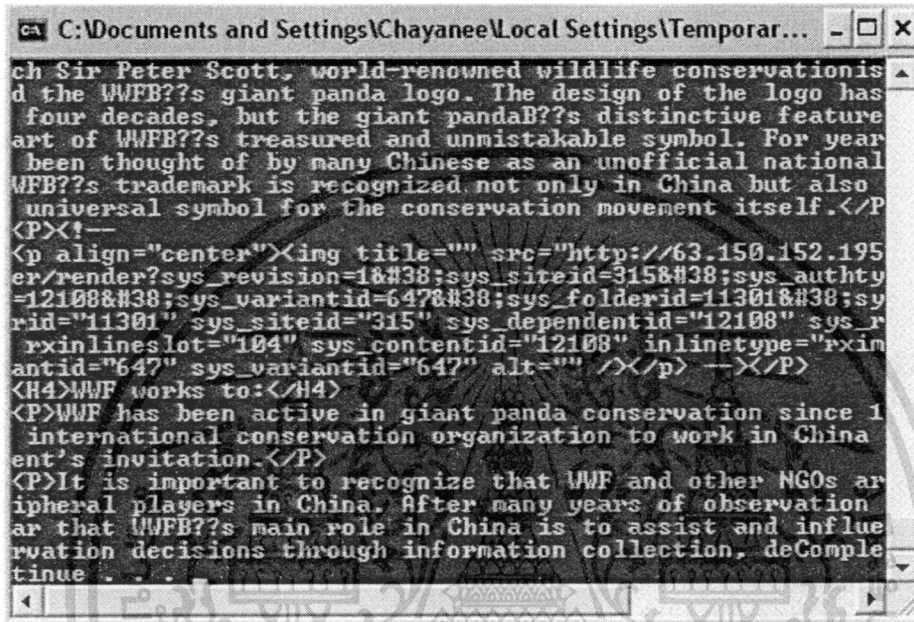 C:\Documents and Settings\Chayanee\Local Settings\Temporar...
ch Sir Peter Scott, world-renowned wildlife conservationis
d the WWFB??s giant panda logo. The design of the logo has
four decades, but the giant pandaB??s distinctive feature
art of WWFB??s treasured and unmistakable symbol. For year
been thought of by many Chinese as an unofficial national
WFB??s trademark is recognized not only in China but also
universal symbol for the conservation movement itself.</P
<P><!--
<p align="center"><img title="" src="http://63.150.152.195
er/render?sys_revision=1&#38;sys_siteid=315&#38;sys_authty
=12108&#38;sys_variantid=647&#38;sys_folderid=11301&#38;sy
rid="11301" sys_siteid="315" sys_dependentid="12108" sys_r
rxinlineslot="104" sys_contentid="12108" inlinetype="rxim
antid="647" sys_variantid="647" alt="" /></p> --></P>
<H4>WWF works to:</H4>
<P>WWF has been active in giant panda conservation since 1
international conservation organization to work in China
ent's invitation.</P>
<P>It is important to recognize that WWF and other NGOs ar
ipheral players in China. After many years of observation
ar that WWFB??s main role in China is to assist and influe
rvation decisions through information collection, deComple
tinue . . .